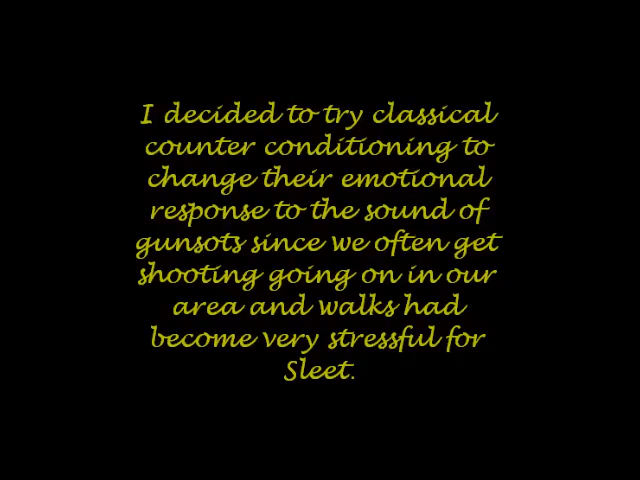 I decided to try classical
counter conditioning to
change their emotional
response to the sound of
gunsots since we often get
shooting going on in our
area and walks had
become very stressful for
Sleet.